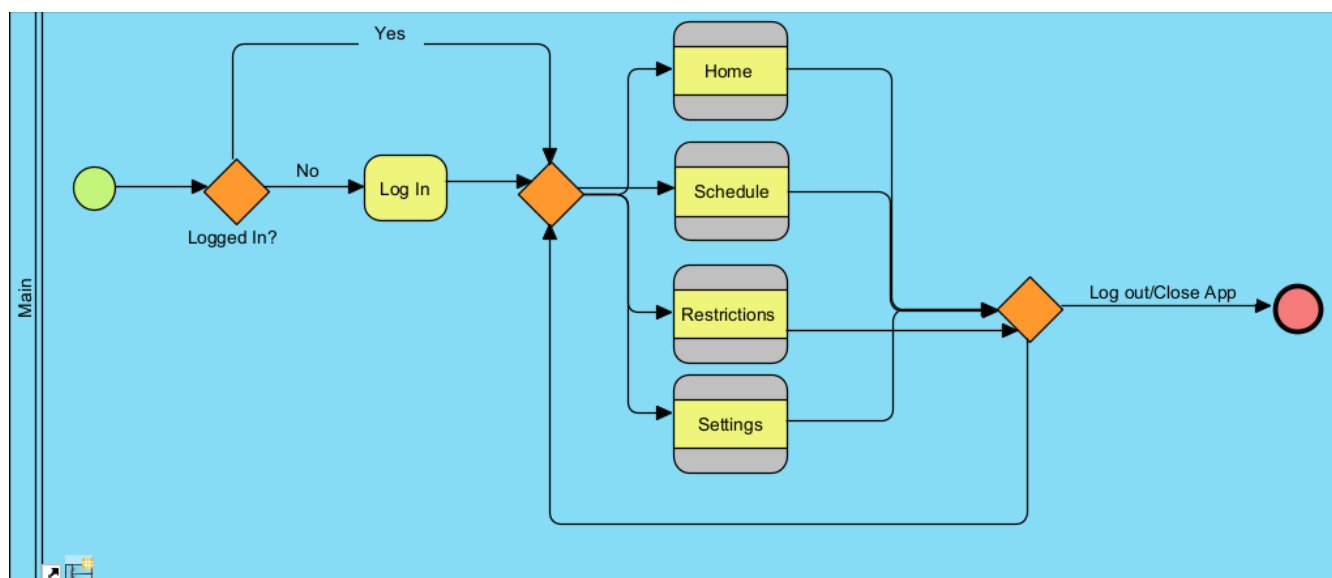 Yes
Home
No
Log In
Schedule
Logged In?
Main
Restrictions
Log out/Close App
Settings